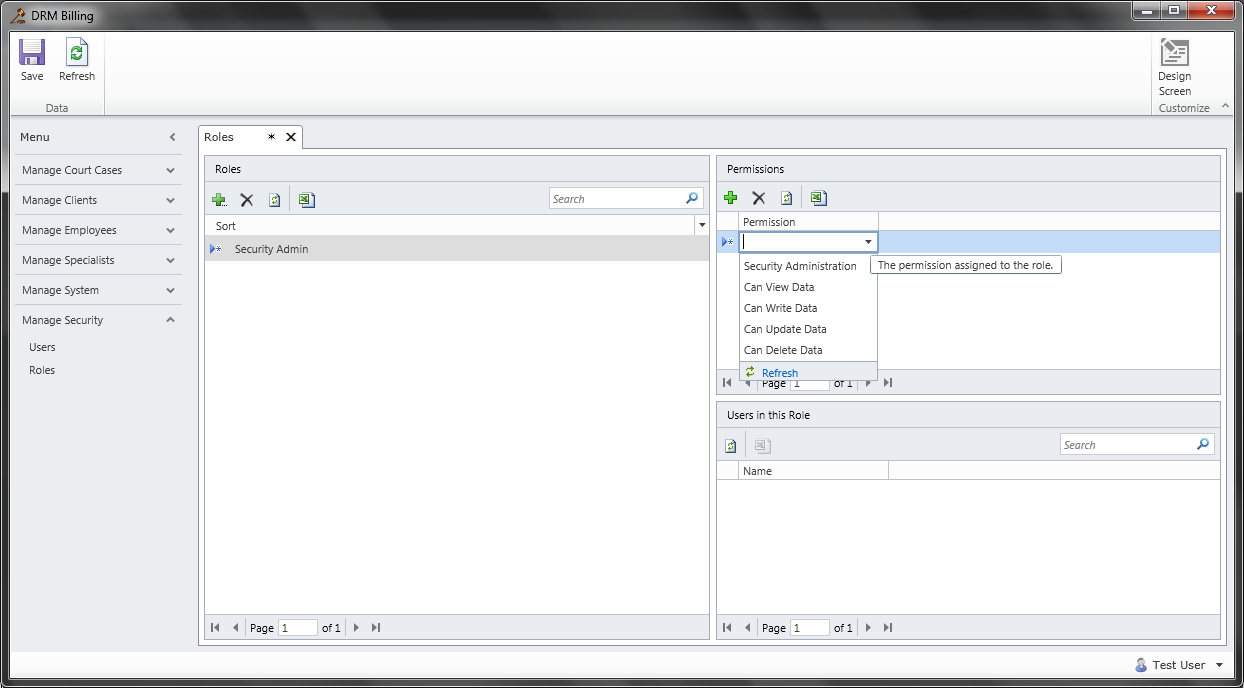 DRM Billing
Save
Refresh
Data
Design
Screen
Customize
Menu
Manage Court Cases
Manage Clients
Manage Employees
Manage Specialists
Manage System
Manage Security
Users
Roles
Roles *
Roles
Search
Sort
Security Admin
Page 1 of 1
Permissions
Permission
The permission assigned to the role.
Security Administration
Can View Data
Can Write Data
Can Update Data
Can Delete Data
Refresh
Page 1 of 1
Users in this Role
Search
Name
Page 1 of 1
Test User